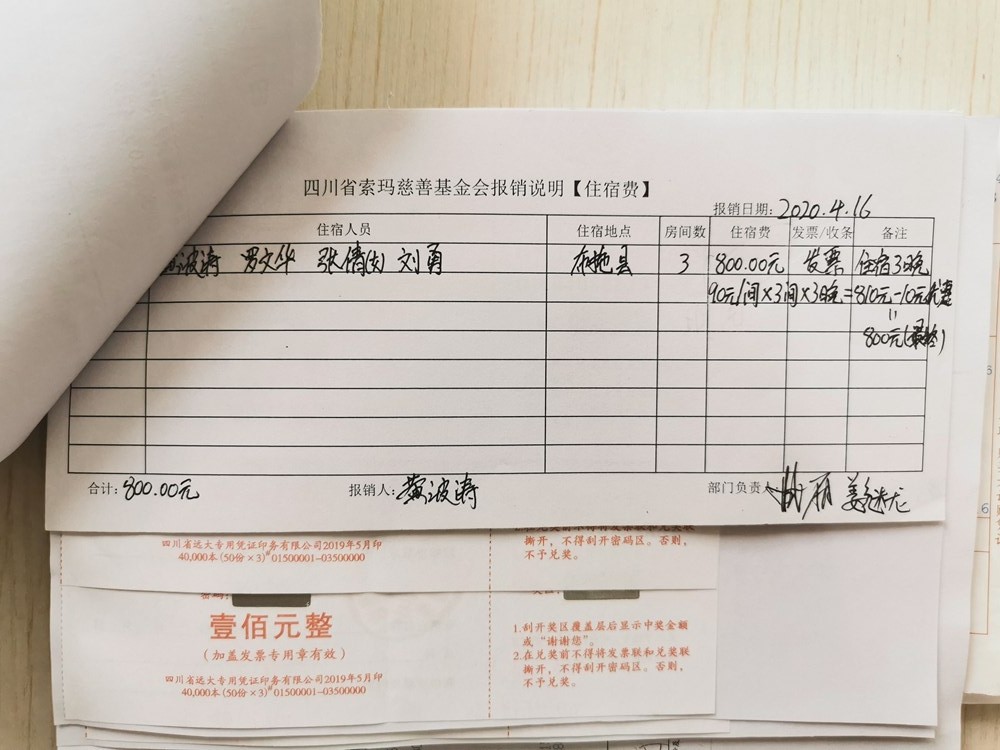 四川省索玛慈善基金会报销说明【住宿费】
报销日期：2020.4.16
住宿人员 住宿地点 房间数 住宿费 发票/收条 备注
波涛 罗文华 张倩(女) 刘勇 布拖县 3 800.00元 发票 住宿3晚
90元/间×3间×3晚=810元-10元优惠
=
800元(最终)
合计：800.00元 报销人：黄波涛 部门负责人：
四川省远大专用凭证印务有限公司2019年5月印
40,000本(50份×3)#01500001-03500000
撕开，不得刮开密码区。否则，
不予兑奖。
壹佰元整
(加盖发票专用章有效)
四川省远大专用凭证印务有限公司2019年5月印
40,000本(50份×3)#01500001-03500000
1.刮开奖区覆盖层后显示中奖金额
或“谢谢您”。
2.在兑奖前不得将发票联和兑奖联
撕开，不得刮开密码区。否则，
不予兑奖。